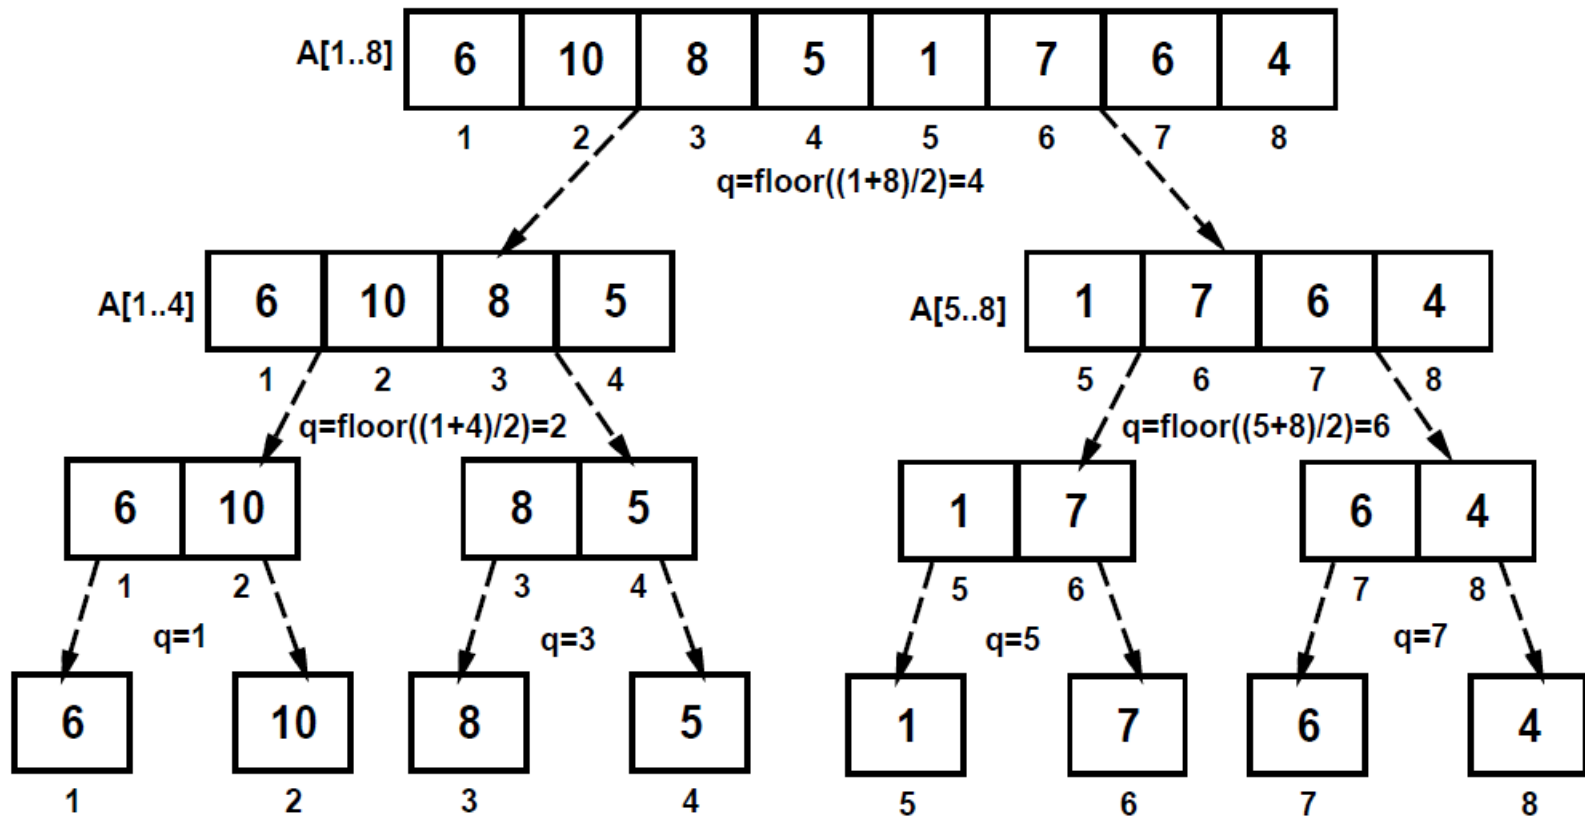 A[1..8] 6 10 8 5 1 7 6 4
1 2 3 4 5 6 7 8
q=floor((1+8)/2)=4
A[1..4] 6 10 8 5 A[5..8] 1 7 6 4
1 2 3 4 5 6 7 8
q=floor((1+4)/2)=2 q=floor((5+8)/2)=6
6 10 8 5 1 7 6 4
1 2 3 4 5 6 7 8
q=1 q=3 q=5 q=7
6 10 8 5 1 7 6 4
1 2 3 4 5 6 7 8